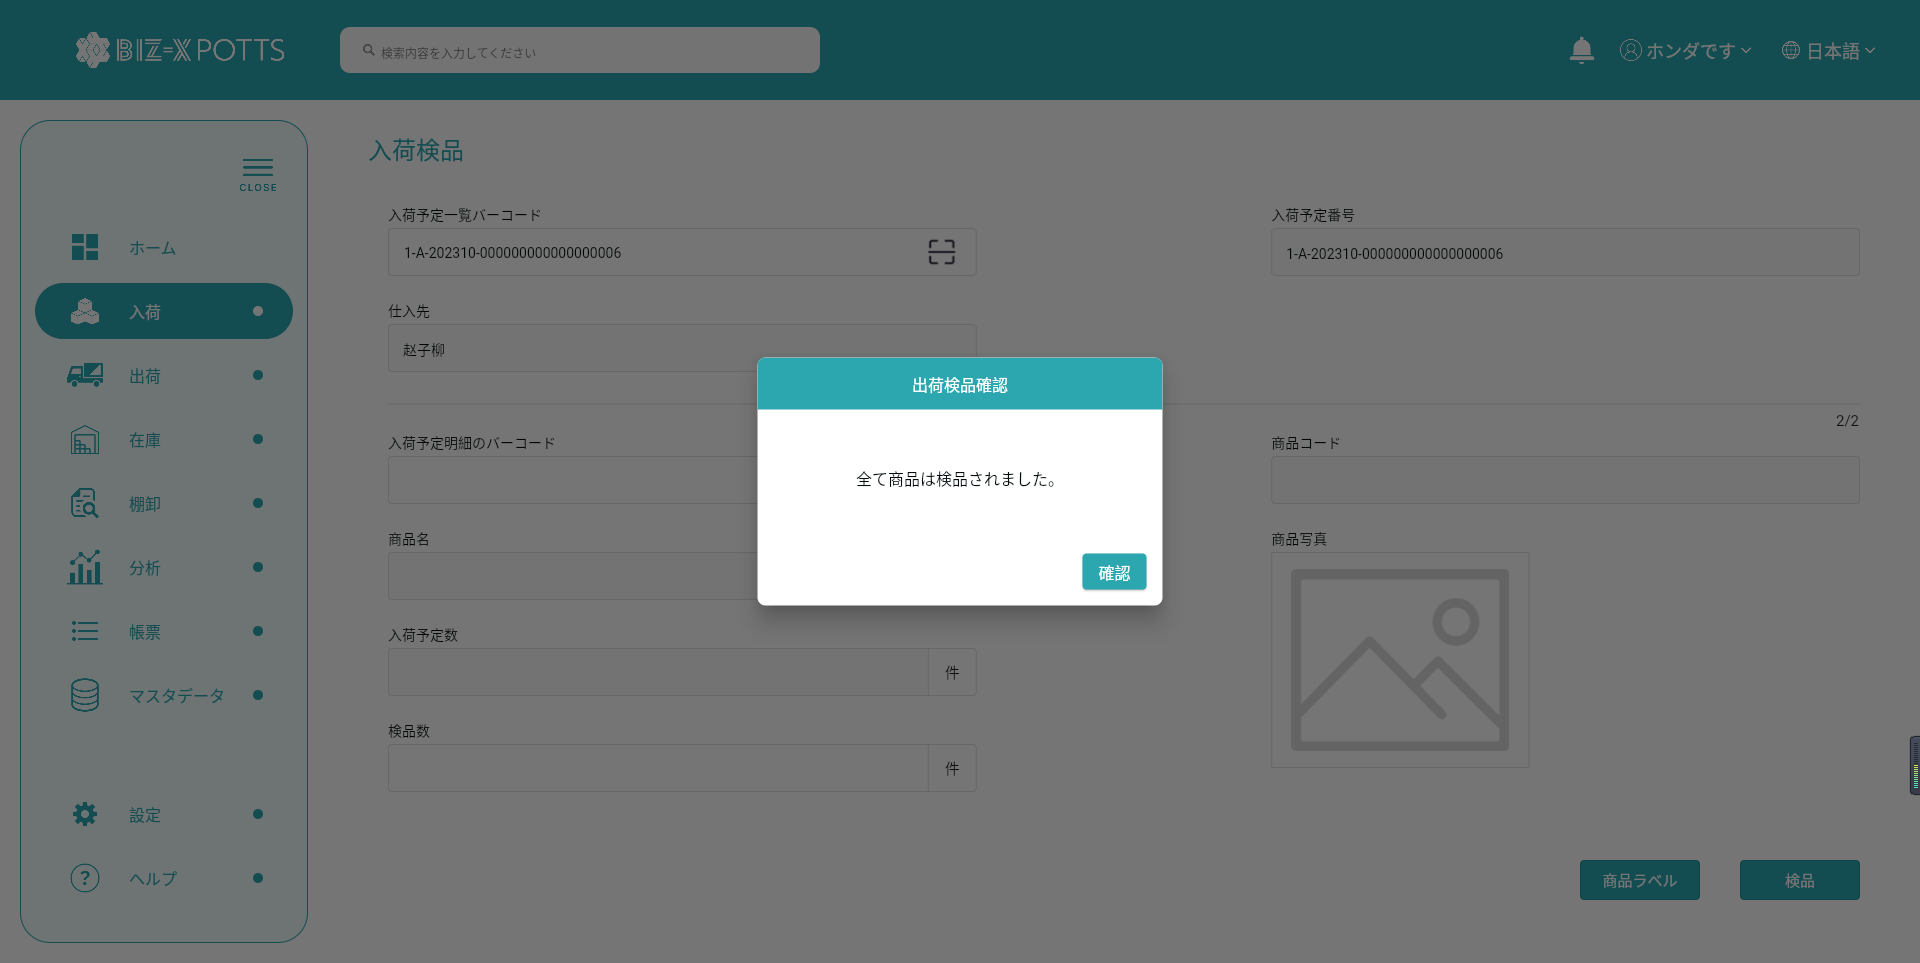 BIZ=X POTTS
検索内容を入力してください
ホンダです
日本語
CLOSE
ホーム
入荷
出荷
在庫
棚卸
分析
帳票
マスタデータ
設定
ヘルプ
入荷検品
入荷予定一覧バーコード
1-A-202310-000000000000000006
入荷予定番号
1-A-202310-000000000000000006
仕入先
赵子柳
2/2
入荷予定明細のバーコード
商品コード
商品名
商品写真
入荷予定数
件
検品数
件
商品ラベル
検品
出荷検品確認
全て商品は検品されました。
確認